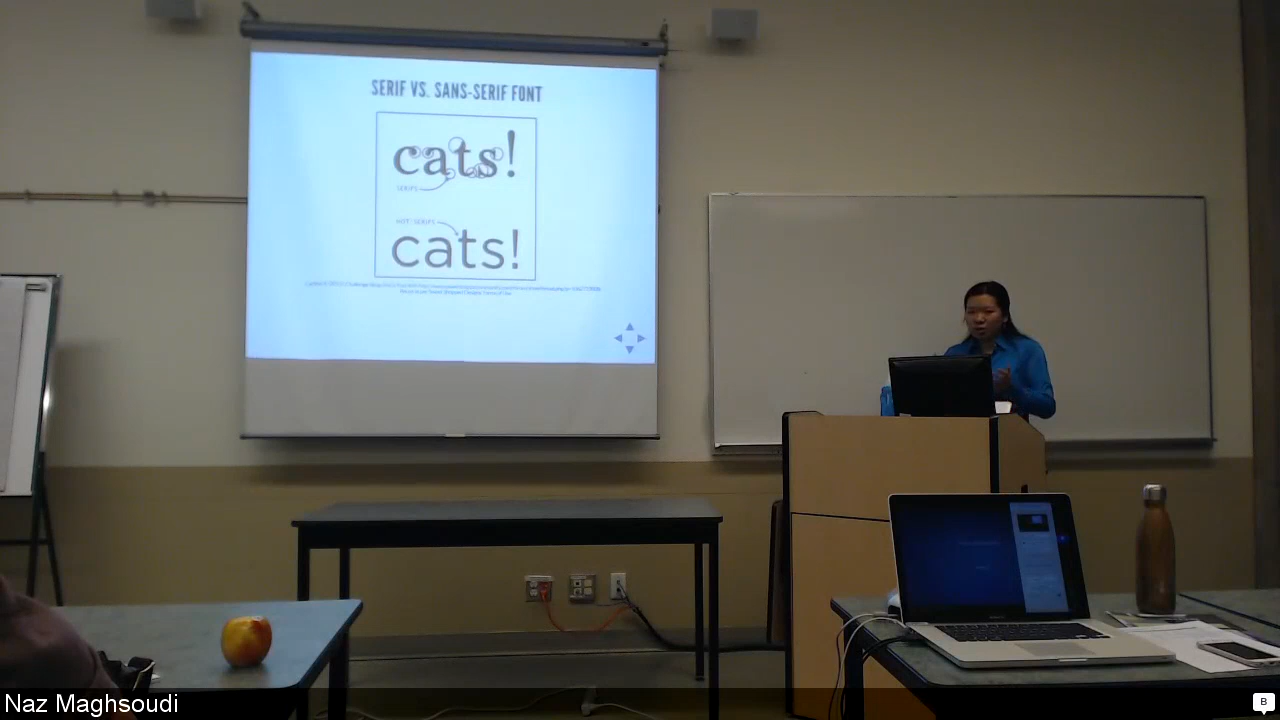 SERIF VS. SANS-SERIF FONT
cats!
SERIFS
NOT SERIFS
cats!
Naz Maghsoudi
B